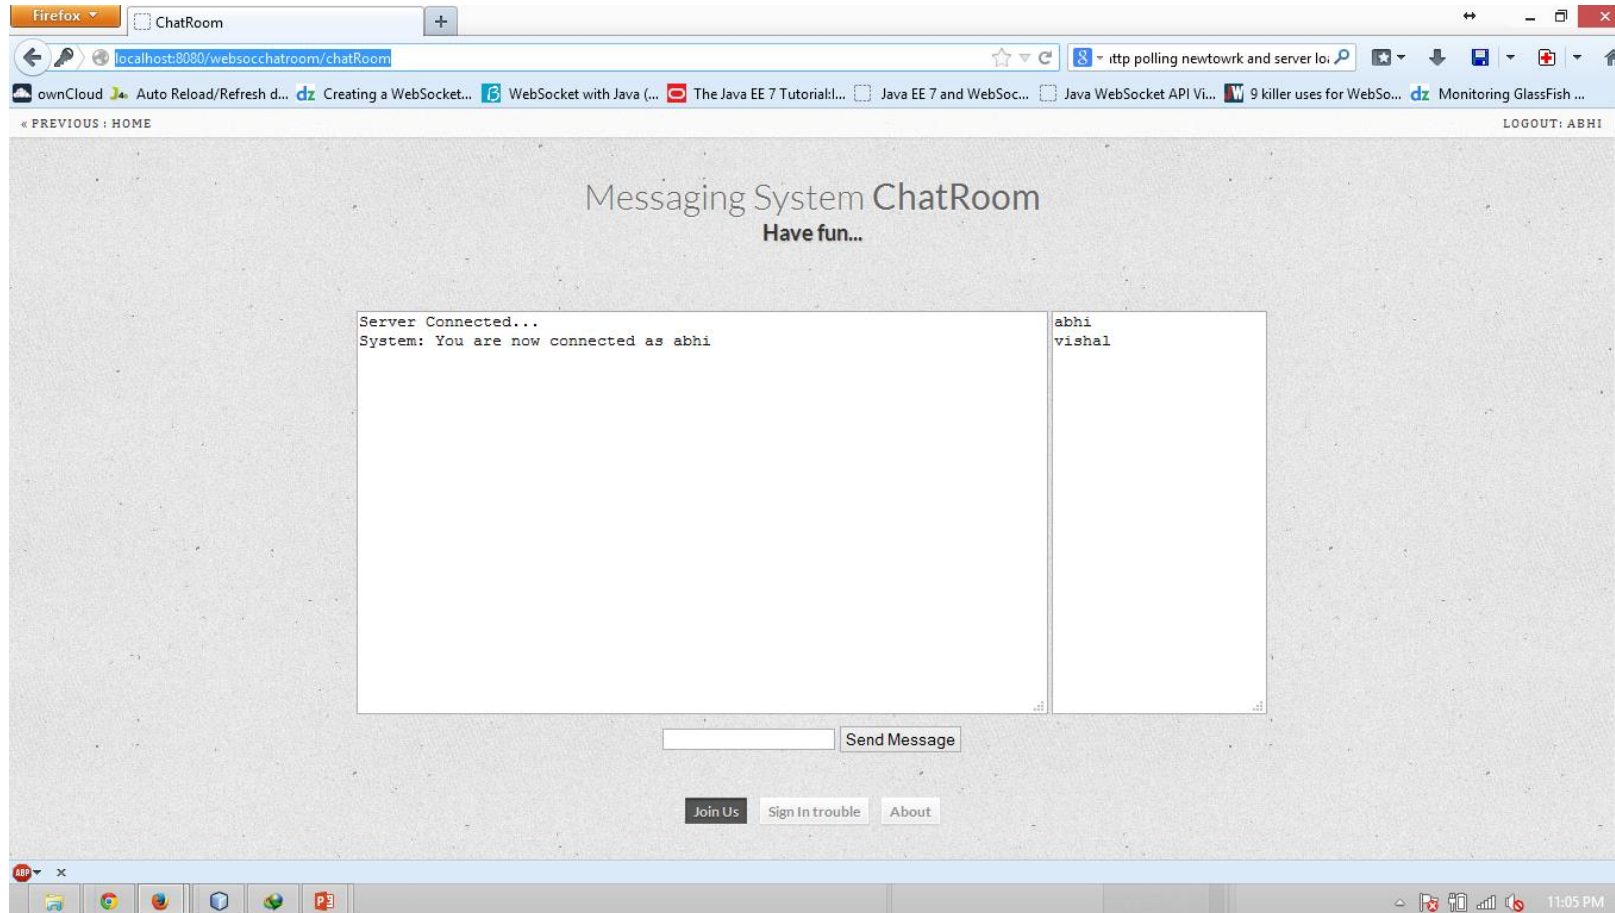 Firefox
ChatRoom
localhost:8080/websocchatroom/chatRoom
ttp polling newtowrk and server loa
ownCloud
Auto Reload/Refresh d...
Creating a WebSocket...
WebSocket with Java (...
The Java EE 7 Tutorial:I...
Java EE 7 and WebSoc...
Java WebSocket API Vi...
9 killer uses for WebSo...
Monitoring GlassFish ...
« PREVIOUS : HOME
LOGOUT: ABHI
Messaging System ChatRoom
Have fun...
Server Connected...
System: You are now connected as abhi
abhi
vishal
Send Message
Join Us
Sign In trouble
About
ABP
11:05 PM